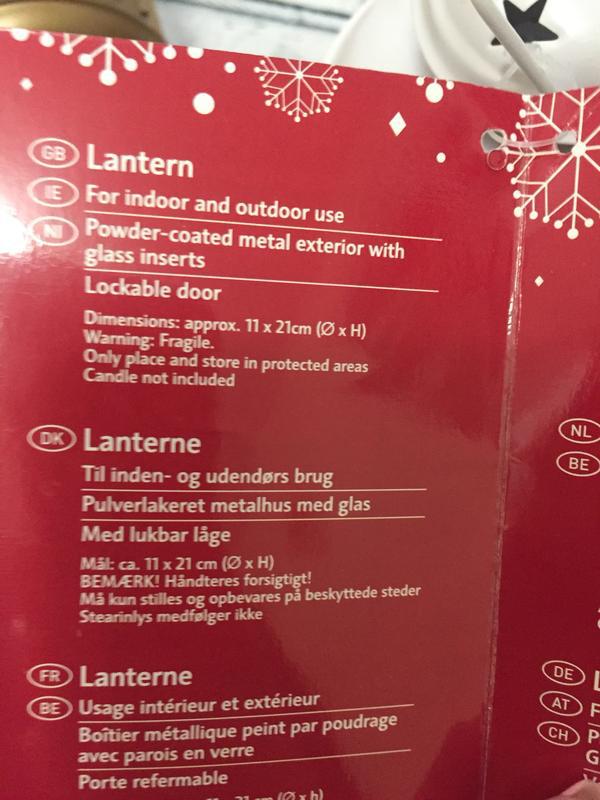 GB Lantern
IE For indoor and outdoor use
NI Powder-coated metal exterior with
glass inserts
Lockable door
Dimensions: approx. 11 x 21cm (Ø x H)
Warning: Fragile.
Only place and store in protected areas
Candle not included
DK Lanterne
Til inden- og udendørs brug
Pulverlakeret metalhus med glas
Med lukbar låge
Mål: ca. 11 x 21 cm (Ø x H)
BEMÆRK! Håndteres forsigtigt!
Må kun stilles og opbevares på beskyttede steder
Stearinlys medfølger ikke
FR Lanterne
BE Usage intérieur et extérieur
Boîtier métallique peint par poudrage
avec parois en verre
Porte refermable
21 cm (Ø x h)
NL
BE
DE
AT F
CH P
G